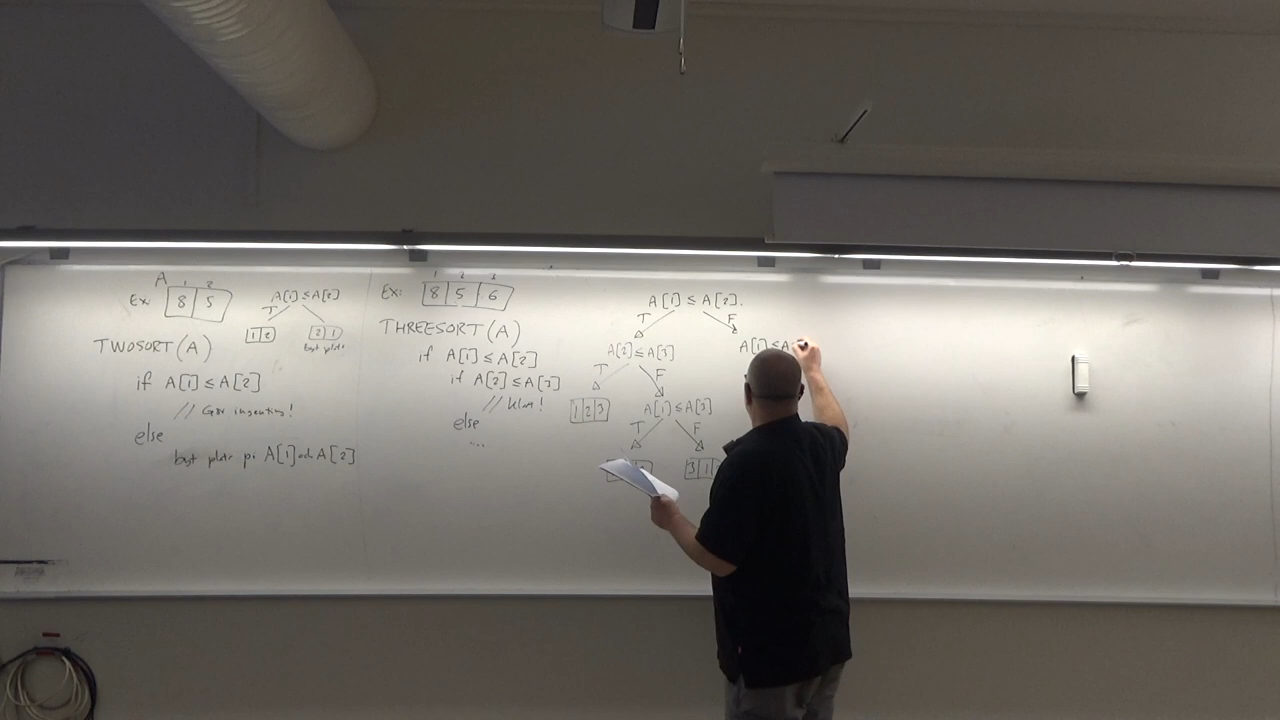 A
1 2
Ex: 8 5
A[1] ≤ A[2]
T
1 2
2 1
byt plats
TWOSORT(A)
if A[1] ≤ A[2]
// Gör ingenting!
else
byt plats på A[1] och A[2]
1 2 3
Ex: 8 5 6
THREESORT(A)
if A[1] ≤ A[2]
if A[2] ≤ A[3]
// klart!
else
...
A[1] ≤ A[2].
T F
A[2] ≤ A[3]
A[1] ≤ A
T F
1 2 3
A[1] ≤ A[3]
T F
3 1